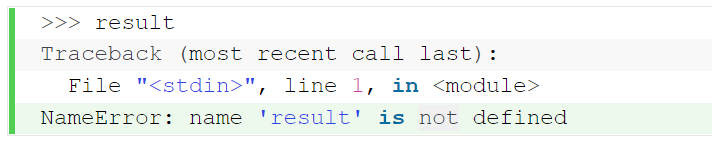 >>> result
Traceback (most recent call last):
  File "<stdin>", line 1, in <module>
NameError: name 'result' is not defined